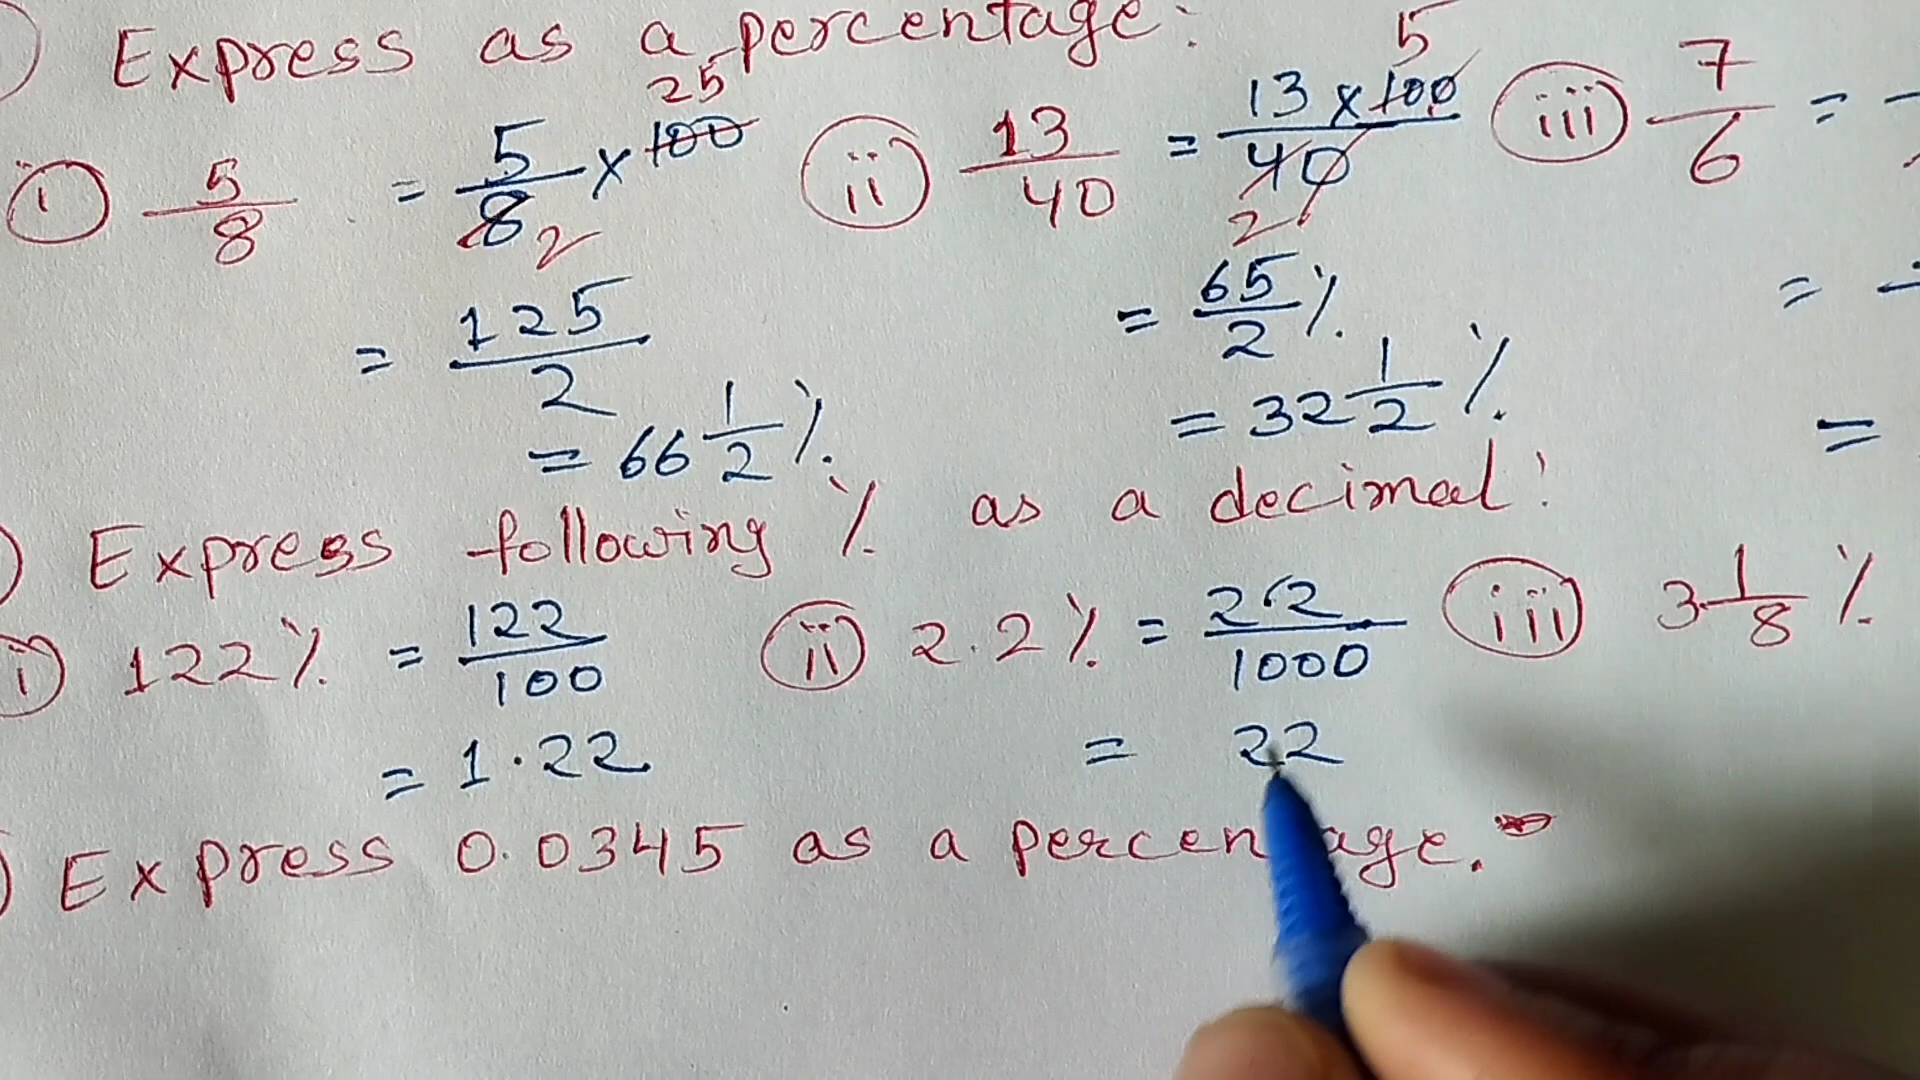 Express as a percentage:
(i) 5/8 = 5/8 x 100 25 2 (ii) 13/40 = 13 x 100/40 5 2 (iii) 7/6 =
= 125/2 = 65/2 % =
= 66 1/2 % = 32 1/2 % =
Express following % as a decimal:
(i) 122% = 122/100 (ii) 2.2% = 22/1000 (iii) 3 1/8 %
= 1.22 = 22
Express 0.0345 as a percentage.